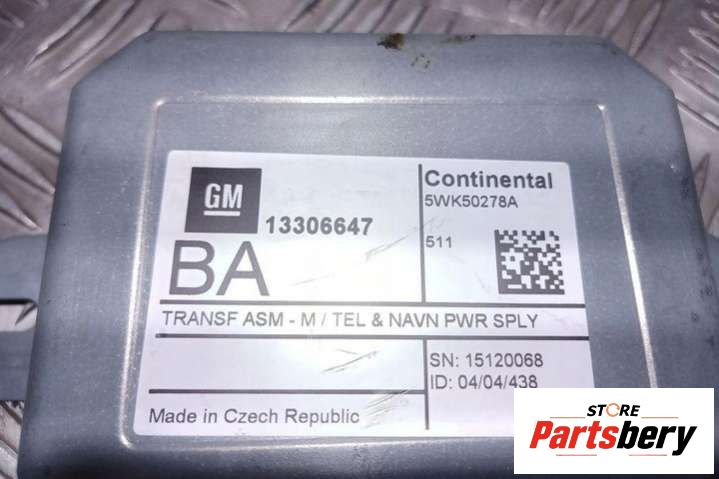 GM
13306647
BA
Continental
5WK50278A
511
TRANSF ASM - M / TEL & NAVN PWR SPLY
SN: 15120068
ID: 04/04/438
Made in Czech Republic
STORE
Partsbery